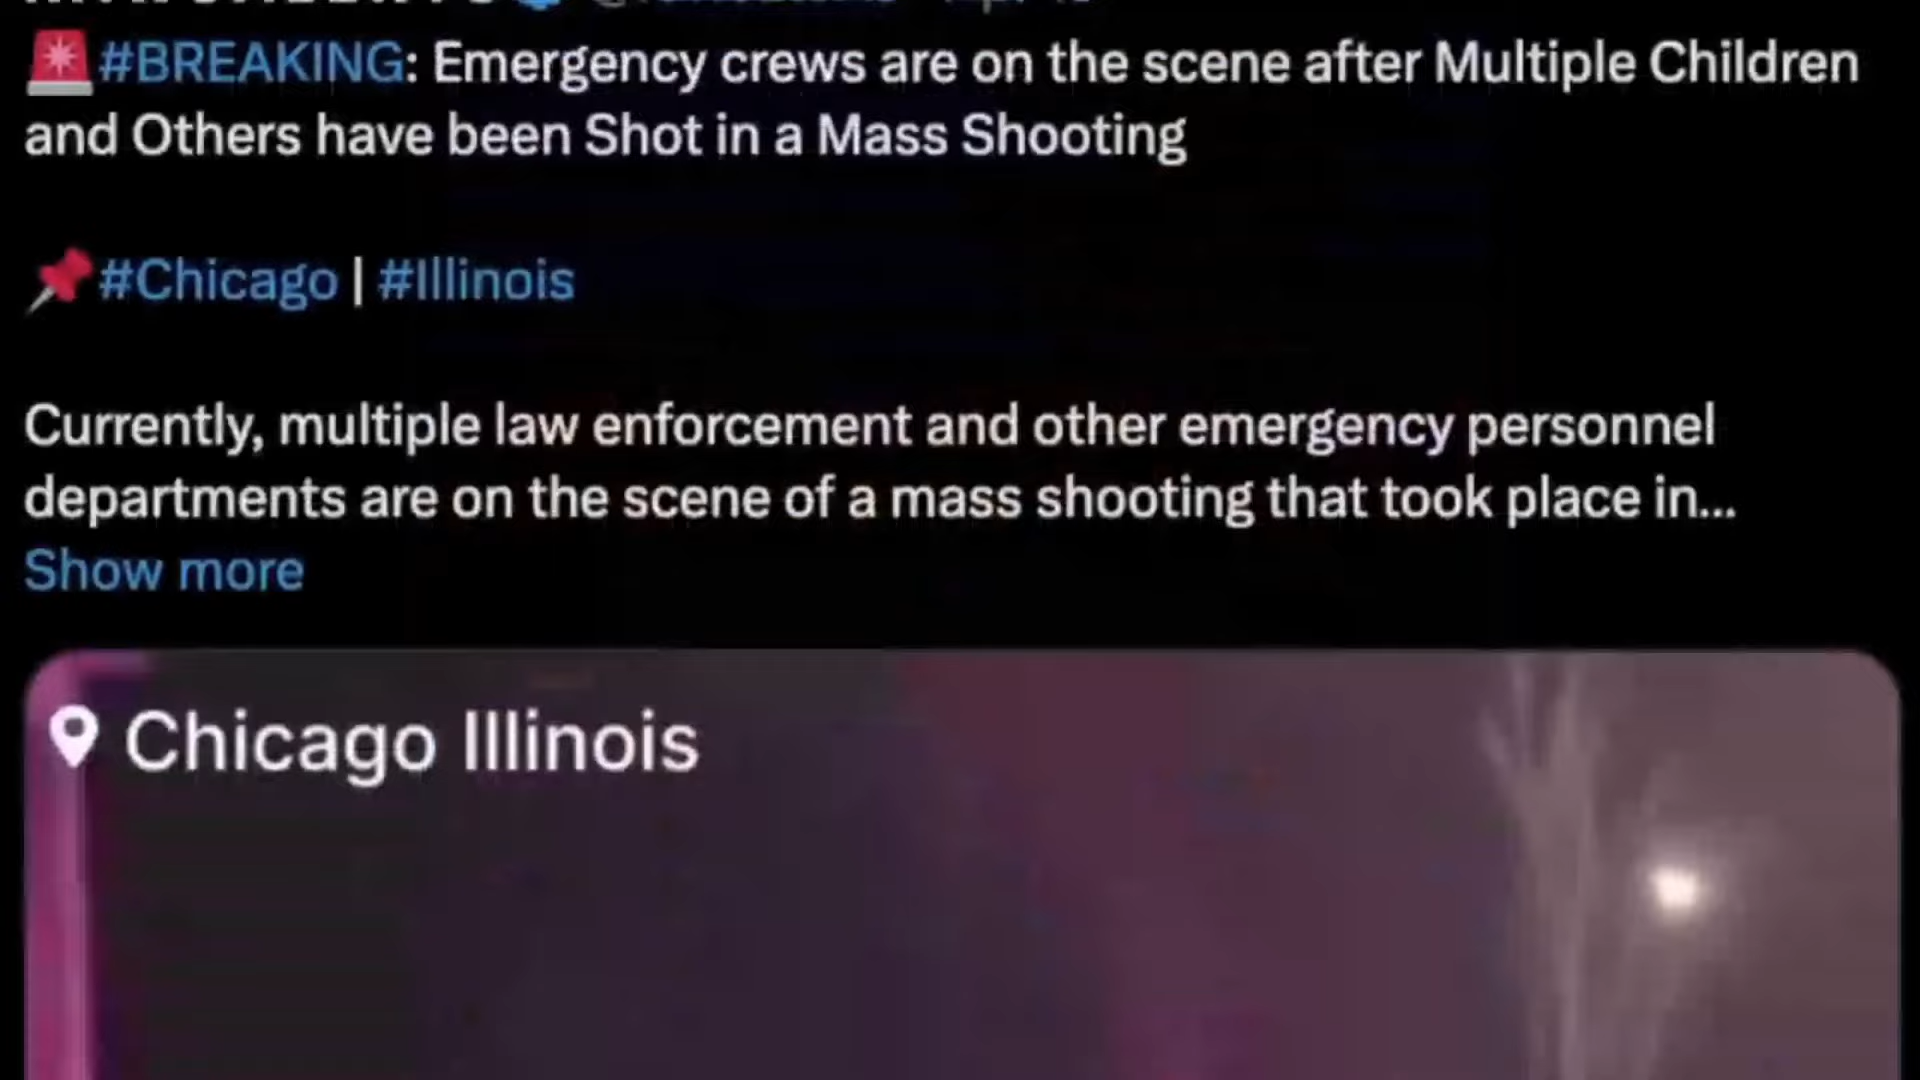 #BREAKING: Emergency crews are on the scene after Multiple Children
and Others have been Shot in a Mass Shooting
#Chicago | #Illinois
Currently, multiple law enforcement and other emergency personnel
departments are on the scene of a mass shooting that took place in...
Show more
Chicago Illinois